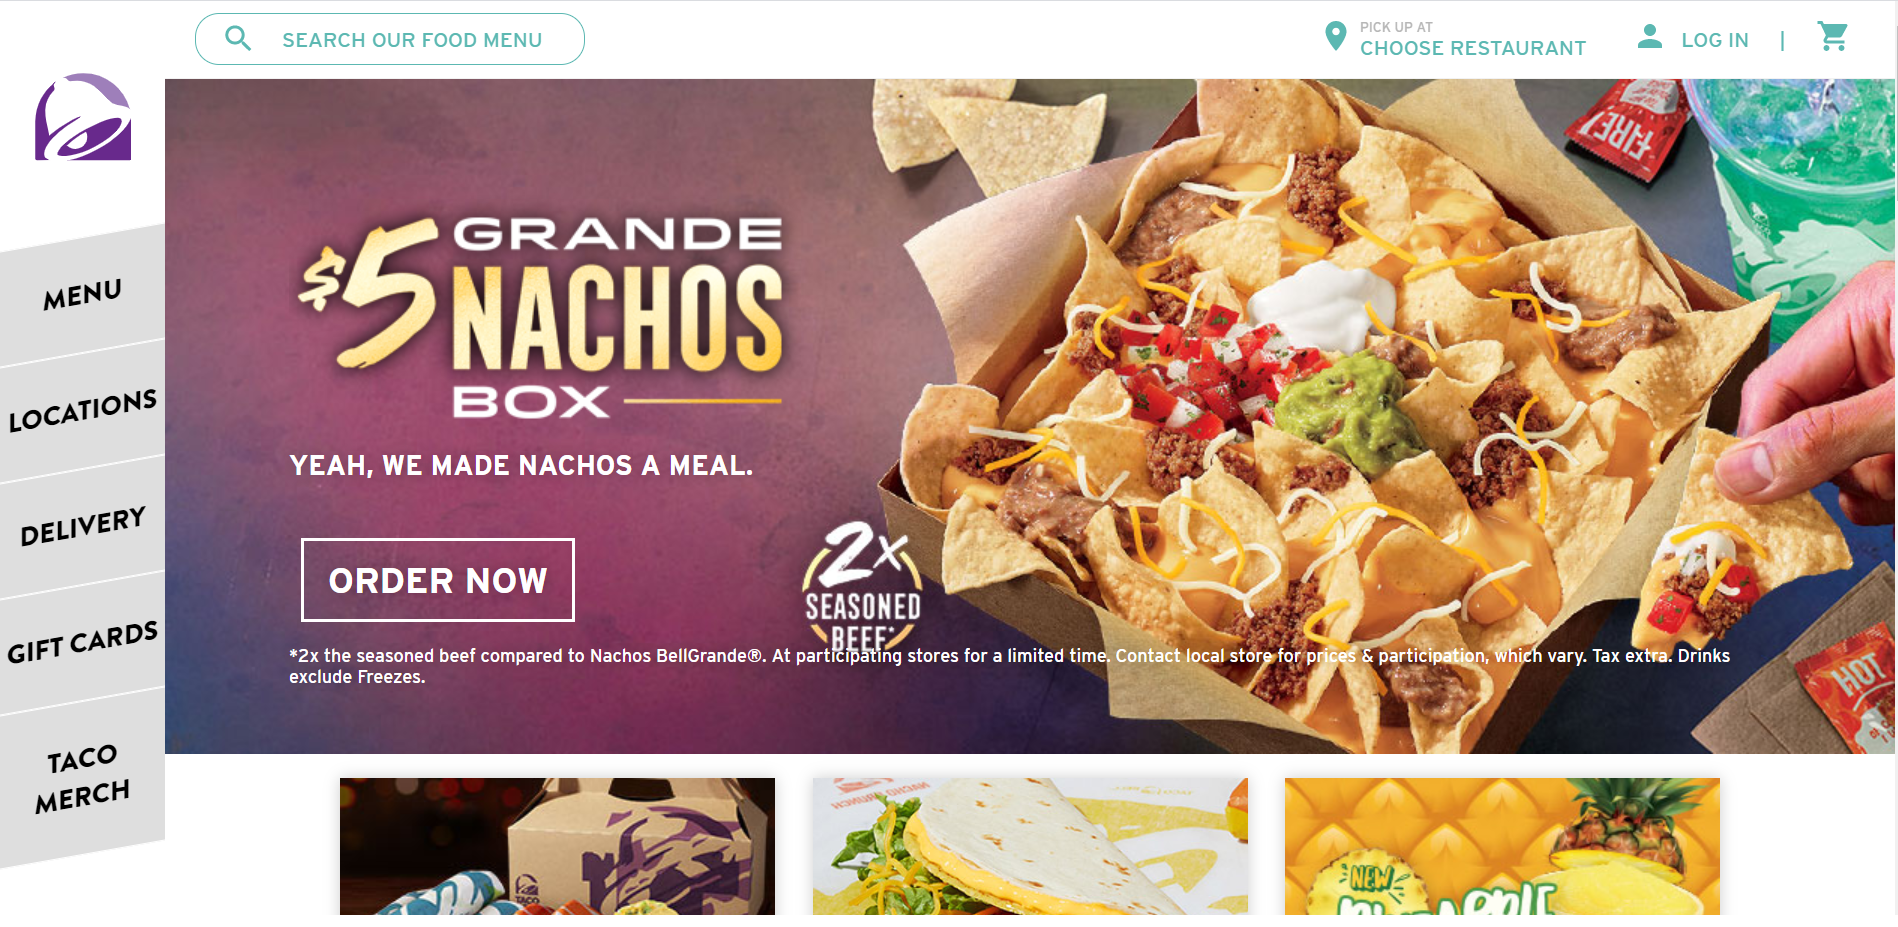 SEARCH OUR FOOD MENU
PICK UP AT
CHOOSE RESTAURANT
LOG IN
|
MENU
LOCATIONS
DELIVERY
GIFT CARDS
TACO
MERCH
$5 GRANDE
NACHOS
BOX
YEAH, WE MADE NACHOS A MEAL.
ORDER NOW
2x
SEASONED
BEEF*
*2x the seasoned beef compared to Nachos BellGrande®. At participating stores for a limited time. Contact local store for prices & participation, which vary. Tax extra. Drinks
exclude Freezes.
FIRE!
HOT
TACO
NACHO CRUNCH
NEW